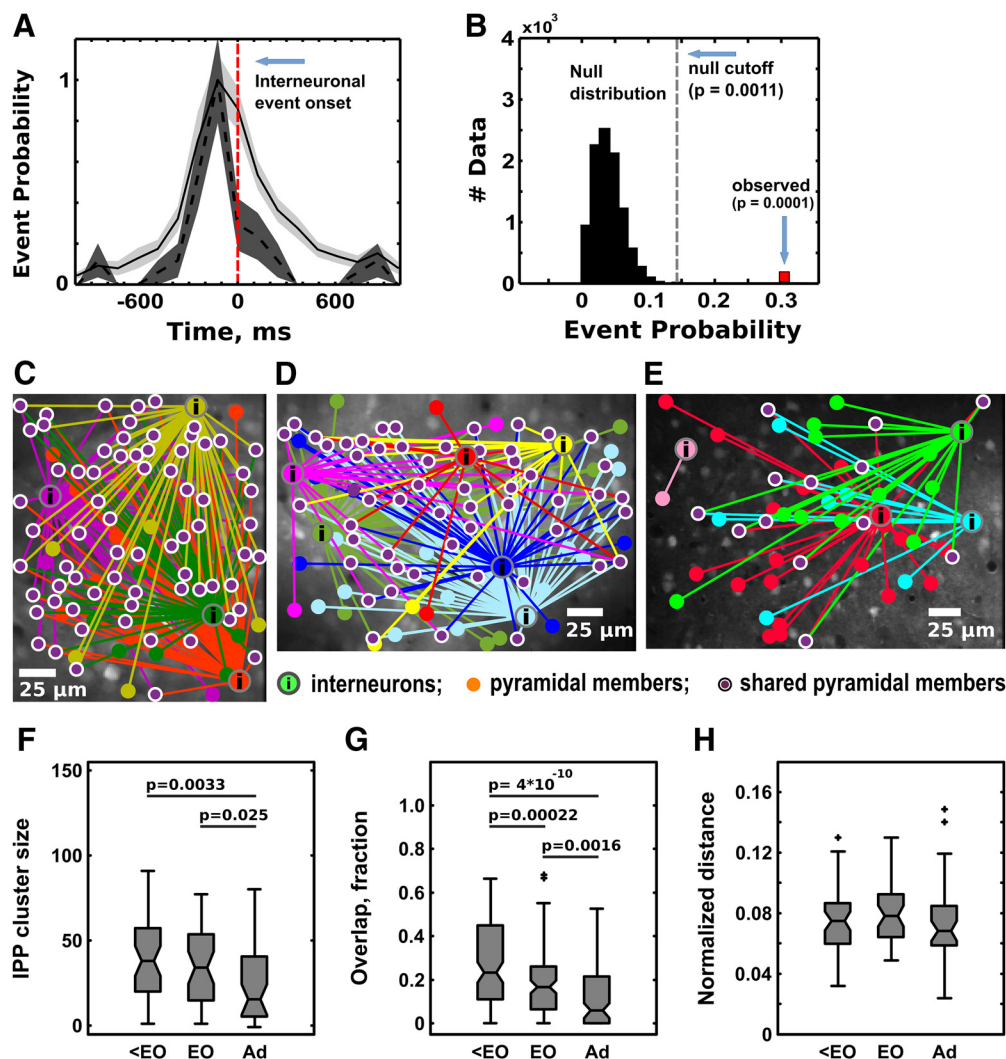 A
Event Probability
1
0
-600
0
600
Time, ms
Interneuronal
event onset
B
×10³
# Data
4
3
2
1
0
0
0.1
0.2
0.3
Event Probability
Null
distribution
null cutoff
(p = 0.0011)
observed
(p = 0.0001)
C
i
i
i
i
25 µm
D
i
i
i
i
i
i
25 µm
E
i
i
i
i
25 µm
i interneurons; pyramidal members; shared pyramidal members
F
IPP cluster size
150
100
50
0
p=0.0033
p=0.025
<EO EO Ad
G
Overlap, fraction
1.0
0.8
0.6
0.4
0.2
0
p= 4*10⁻¹⁰
p=0.00022
p=0.0016
<EO EO Ad
H
Normalized distance
0.16
0.12
0.08
0.04
0
<EO EO Ad